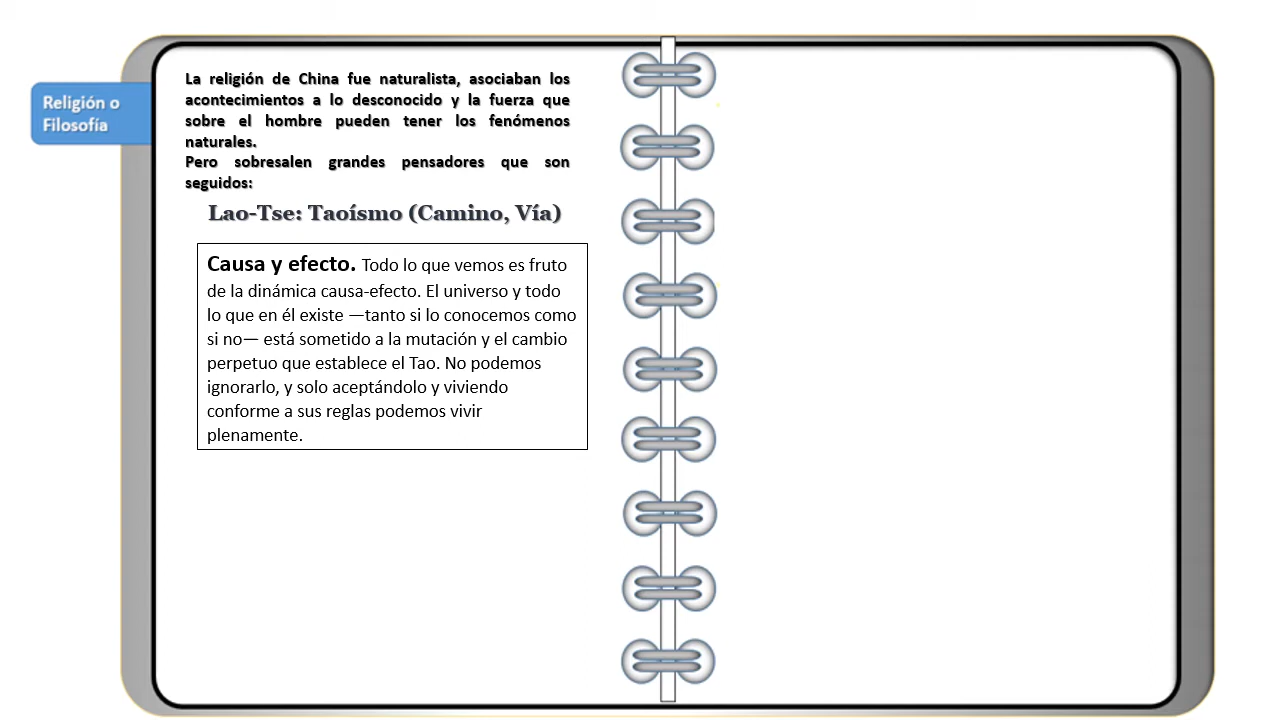 Religión o
Filosofía
La religión de China fue naturalista, asociaban los
acontecimientos a lo desconocido y la fuerza que
sobre el hombre pueden tener los fenómenos
naturales.
Pero sobresalen grandes pensadores que son
seguidos:
Lao-Tse: Taoísmo (Camino, Vía)
Causa y efecto. Todo lo que vemos es fruto
de la dinámica causa-efecto. El universo y todo
lo que en él existe —tanto si lo conocemos como
si no— está sometido a la mutación y el cambio
perpetuo que establece el Tao. No podemos
ignorarlo, y solo aceptándolo y viviendo
conforme a sus reglas podemos vivir
plenamente.